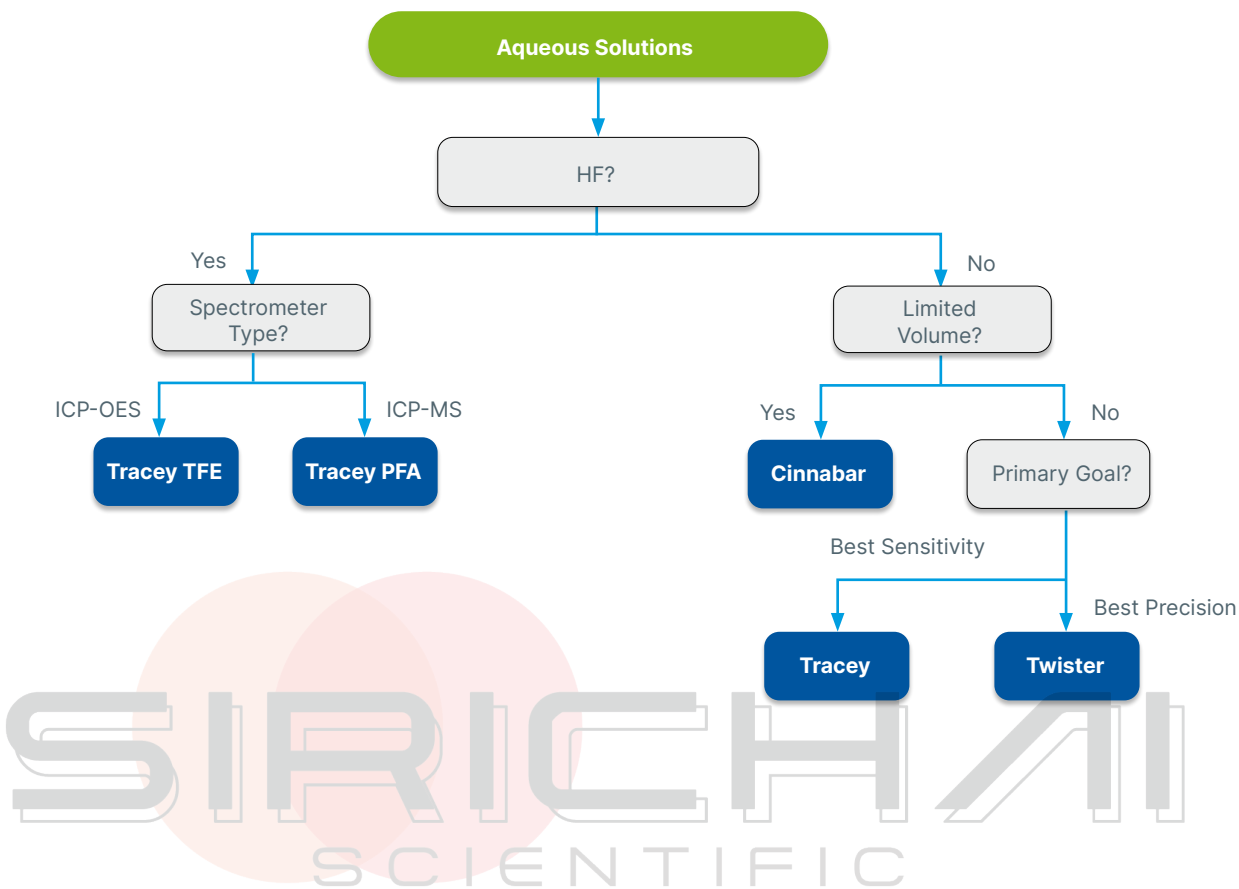 Aqueous Solutions
HF?
Yes
No
Spectrometer
Type?
Limited
Volume?
ICP-OES
ICP-MS
Yes
No
Tracey TFE
Tracey PFA
Cinnabar
Primary Goal?
Best Sensitivity
Best Precision
Tracey
Twister
SIRICHAI
SCIENTIFIC